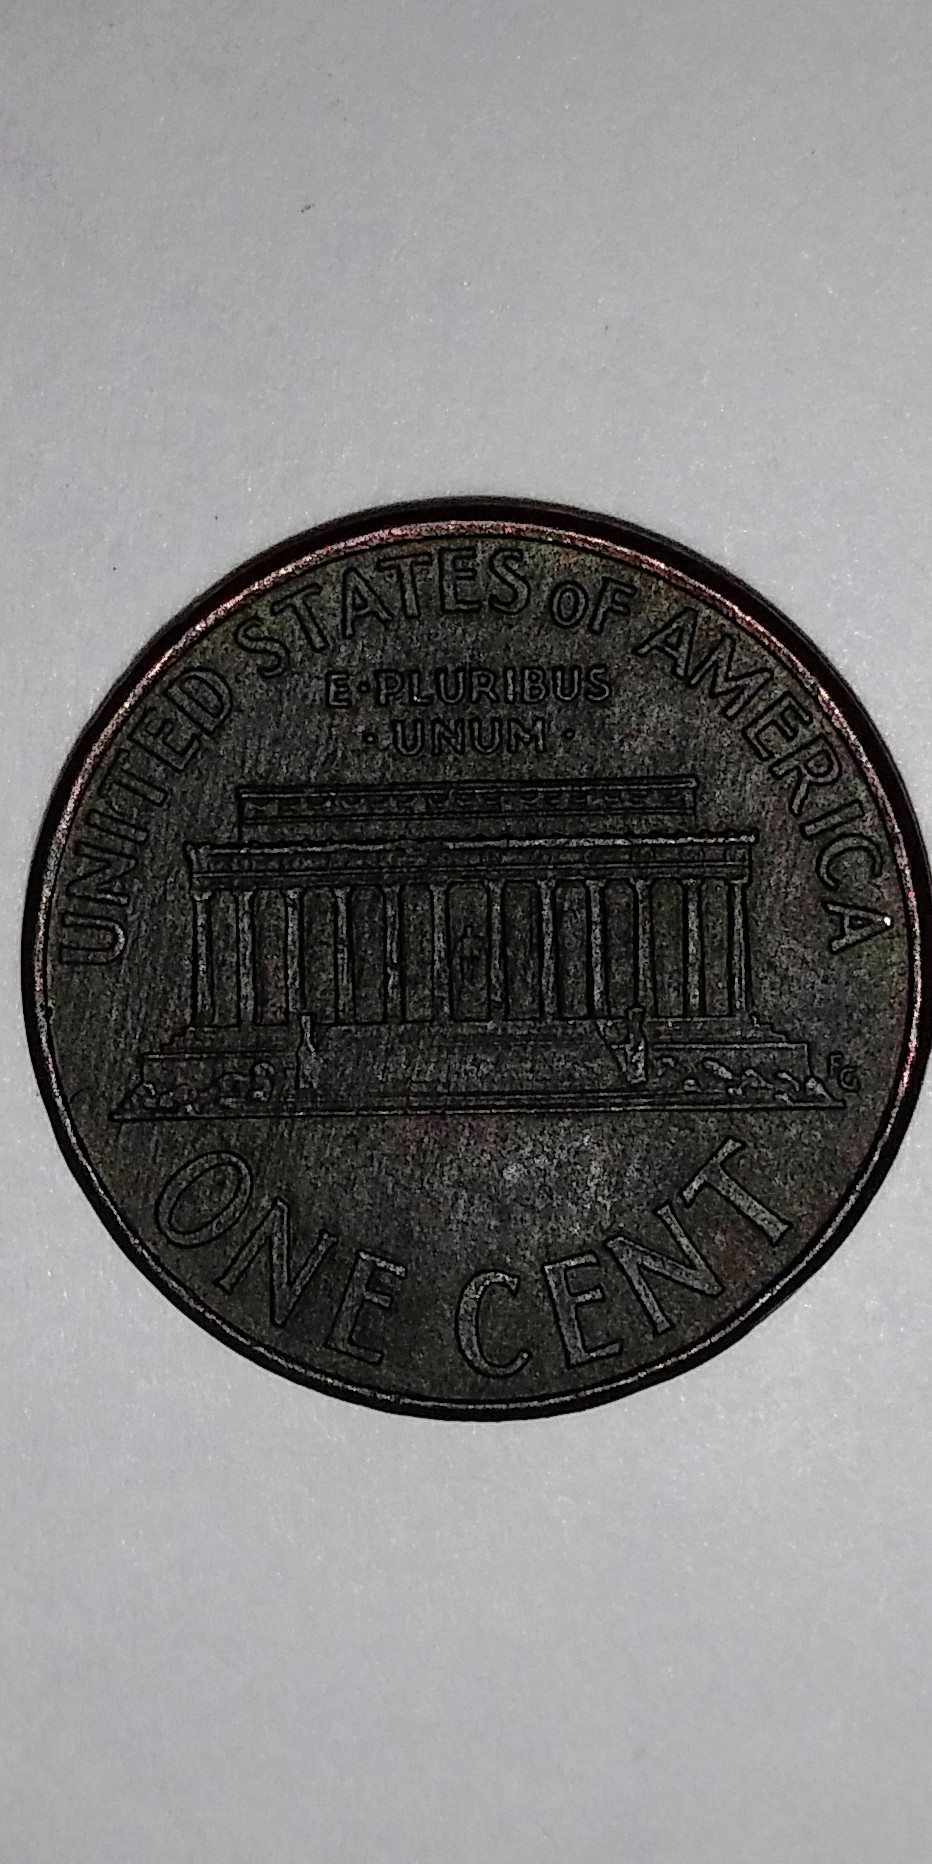 UNITED STATES OF AMERICA
E·PLURIBUS
·UNUM·
FG
ONE CENT